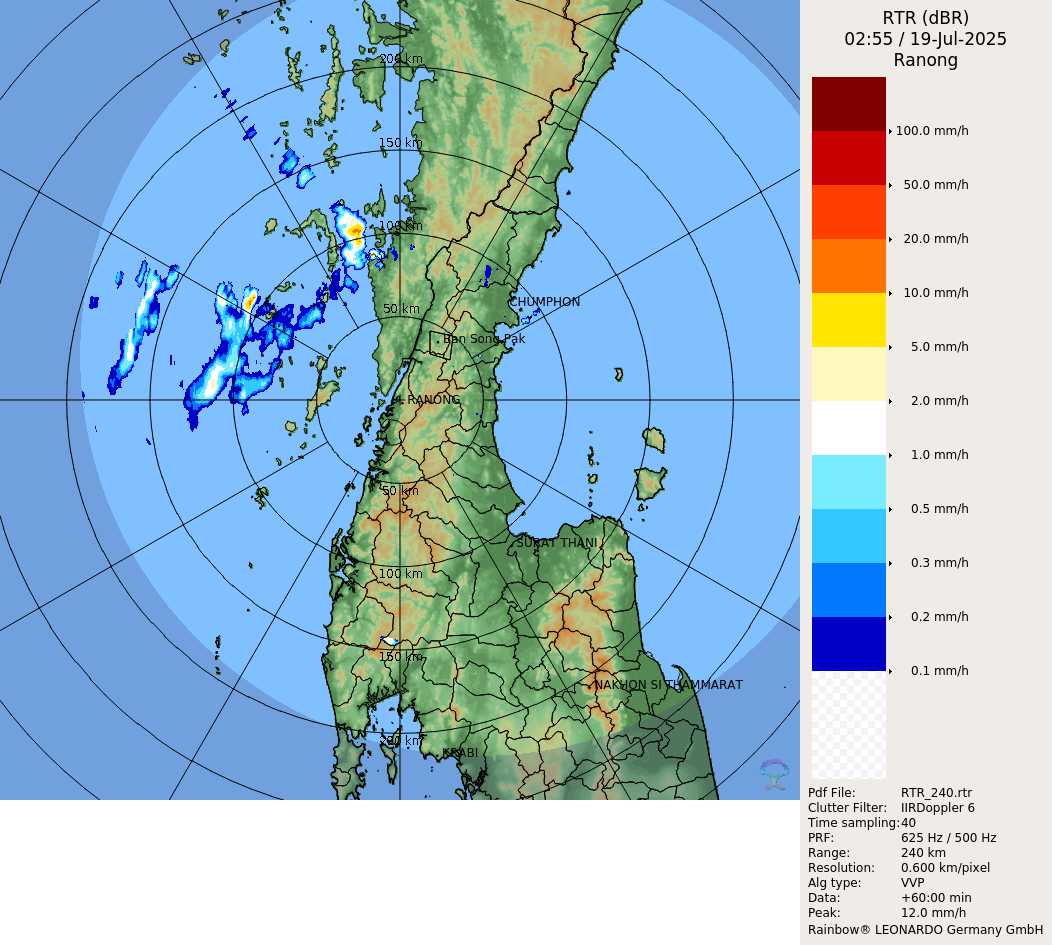 RTR (dBR)
02:55 / 19-Jul-2025
Ranong
200 km
150 km
100 km
50 km
CHUMPHON
Ban Song Pak
RANONG
50 km
SURAT THANI
100 km
150 km
NAKHON SI THAMMARAT
200 km
KRABI
100.0 mm/h
50.0 mm/h
20.0 mm/h
10.0 mm/h
5.0 mm/h
2.0 mm/h
1.0 mm/h
0.5 mm/h
0.3 mm/h
0.2 mm/h
0.1 mm/h
Pdf File: RTR_240.rtr
Clutter Filter: IIRDoppler 6
Time sampling:40
PRF: 625 Hz / 500 Hz
Range: 240 km
Resolution: 0.600 km/pixel
Alg type: VVP
Data: +60:00 min
Peak: 12.0 mm/h
Rainbow® LEONARDO Germany GmbH